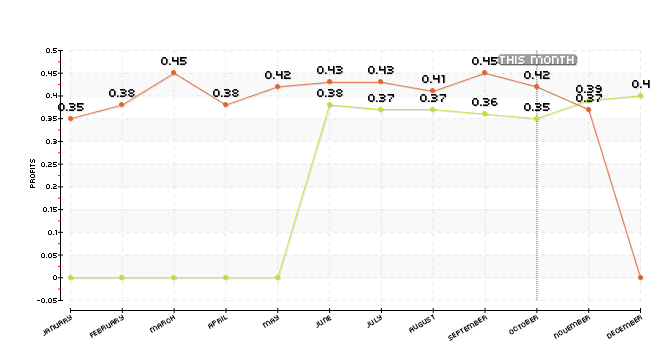 0.5
0.45
0.4
0.35
0.3
0.25
0.2
0.15
0.1
0.05
0
-0.05
PROFITS
0.35 0.38 0.45 0.38 0.42 0.43 0.43 0.41 0.45 0.42 0.37
0.38 0.37 0.37 0.36 0.35 0.39 0.4
THIS MONTH
JANUARY FEBRUARY MARCH APRIL MAY JUNE JULY AUGUST SEPTEMBER OCTOBER NOVEMBER DECEMBER